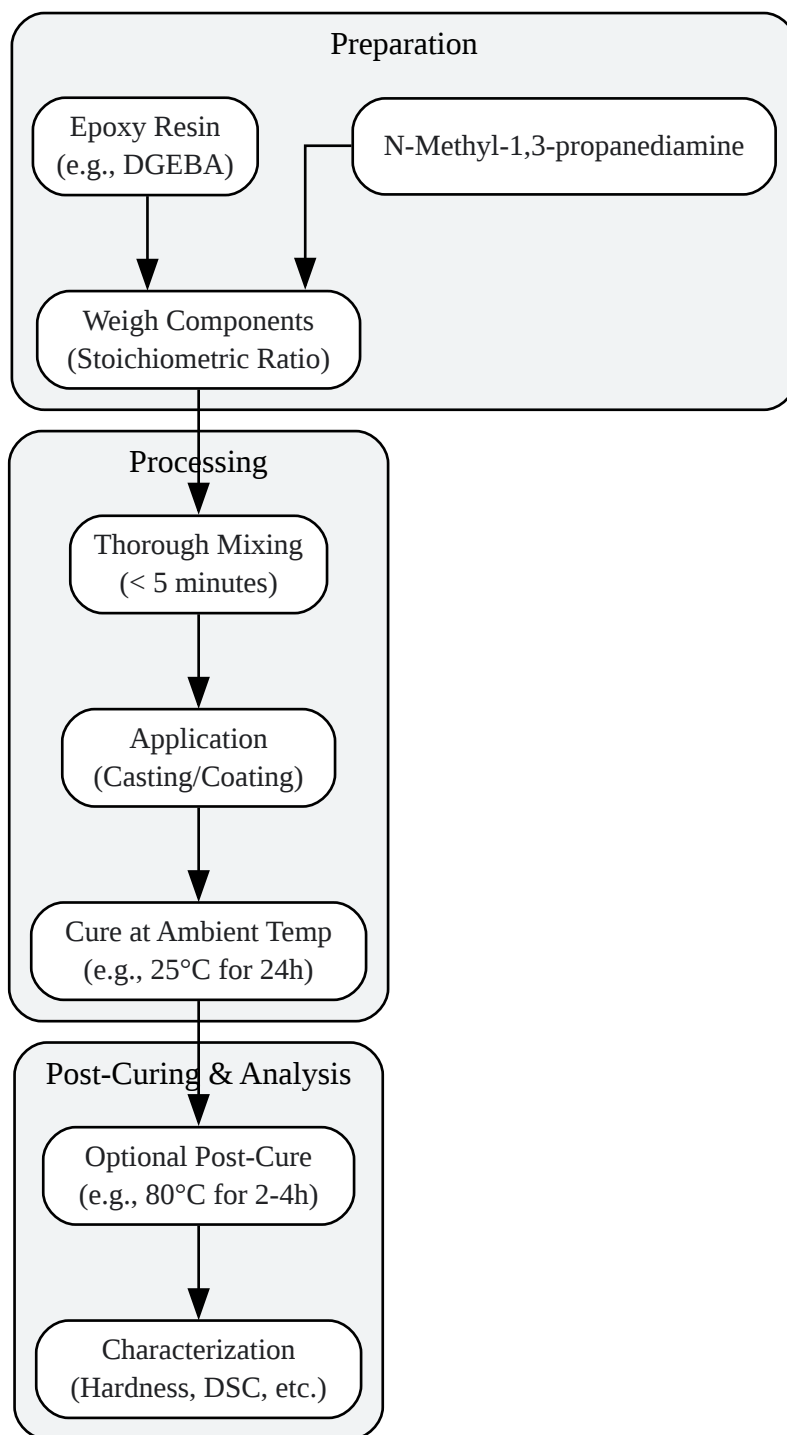 Preparation
Epoxy Resin
(e.g., DGEBA)
N-Methyl-1,3-propanediamine
Weigh Components
(Stoichiometric Ratio)
Processing
Thorough Mixing
(< 5 minutes)
Application
(Casting/Coating)
Cure at Ambient Temp
(e.g., 25°C for 24h)
Post-Curing & Analysis
Optional Post-Cure
(e.g., 80°C for 2-4h)
Characterization
(Hardness, DSC, etc.)